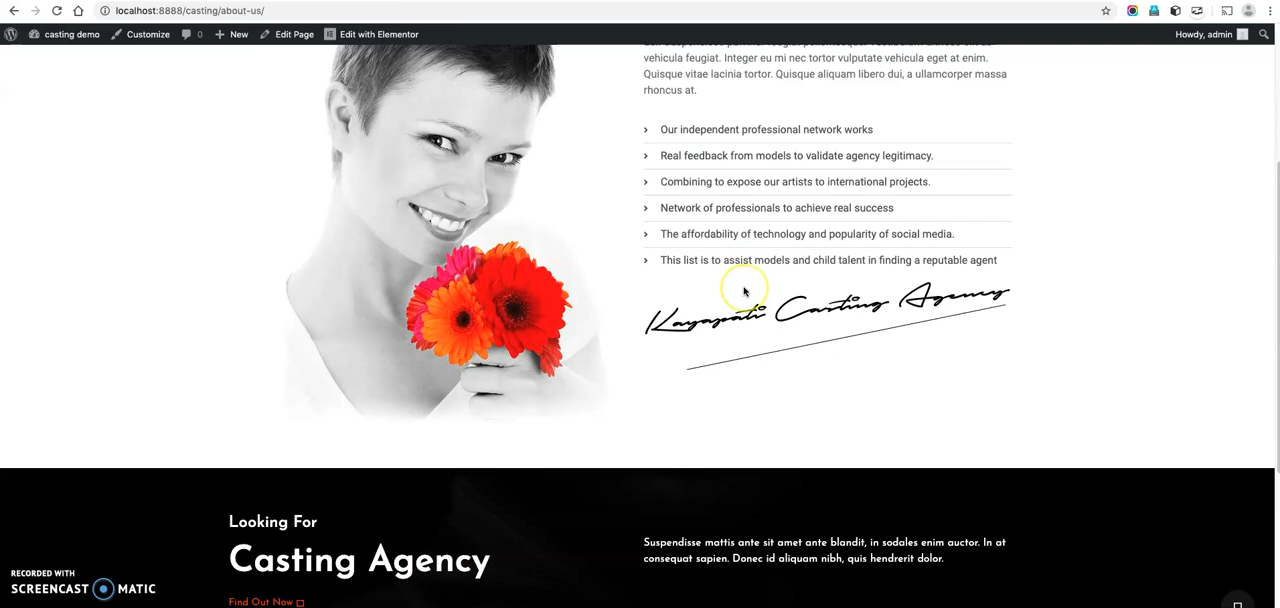 localhost:8888/casting/about-us/
casting demo Customize 0 New Edit Page Edit with Elementor Howdy, admin
vehicula feugiat. Integer eu mi nec tortor vulputate vehicula eget at enim.
Quisque vitae lacinia tortor. Quisque aliquam libero dui, a ullamcorper massa
rhoncus at.
Our independent professional network works
Real feedback from models to validate agency legitimacy.
Combining to expose our artists to international projects.
Network of professionals to achieve real success
The affordability of technology and popularity of social media.
This list is to assist models and child talent in finding a reputable agent
Kayapati Casting Agency
Looking For
Casting Agency
Find Out Now
Suspendisse mattis ante sit amet ante blandit, in sodales enim auctor. In at
consequat sapien. Donec id aliquam nibh, quis hendrerit dolor.
RECORDED WITH
SCREENCAST MATIC